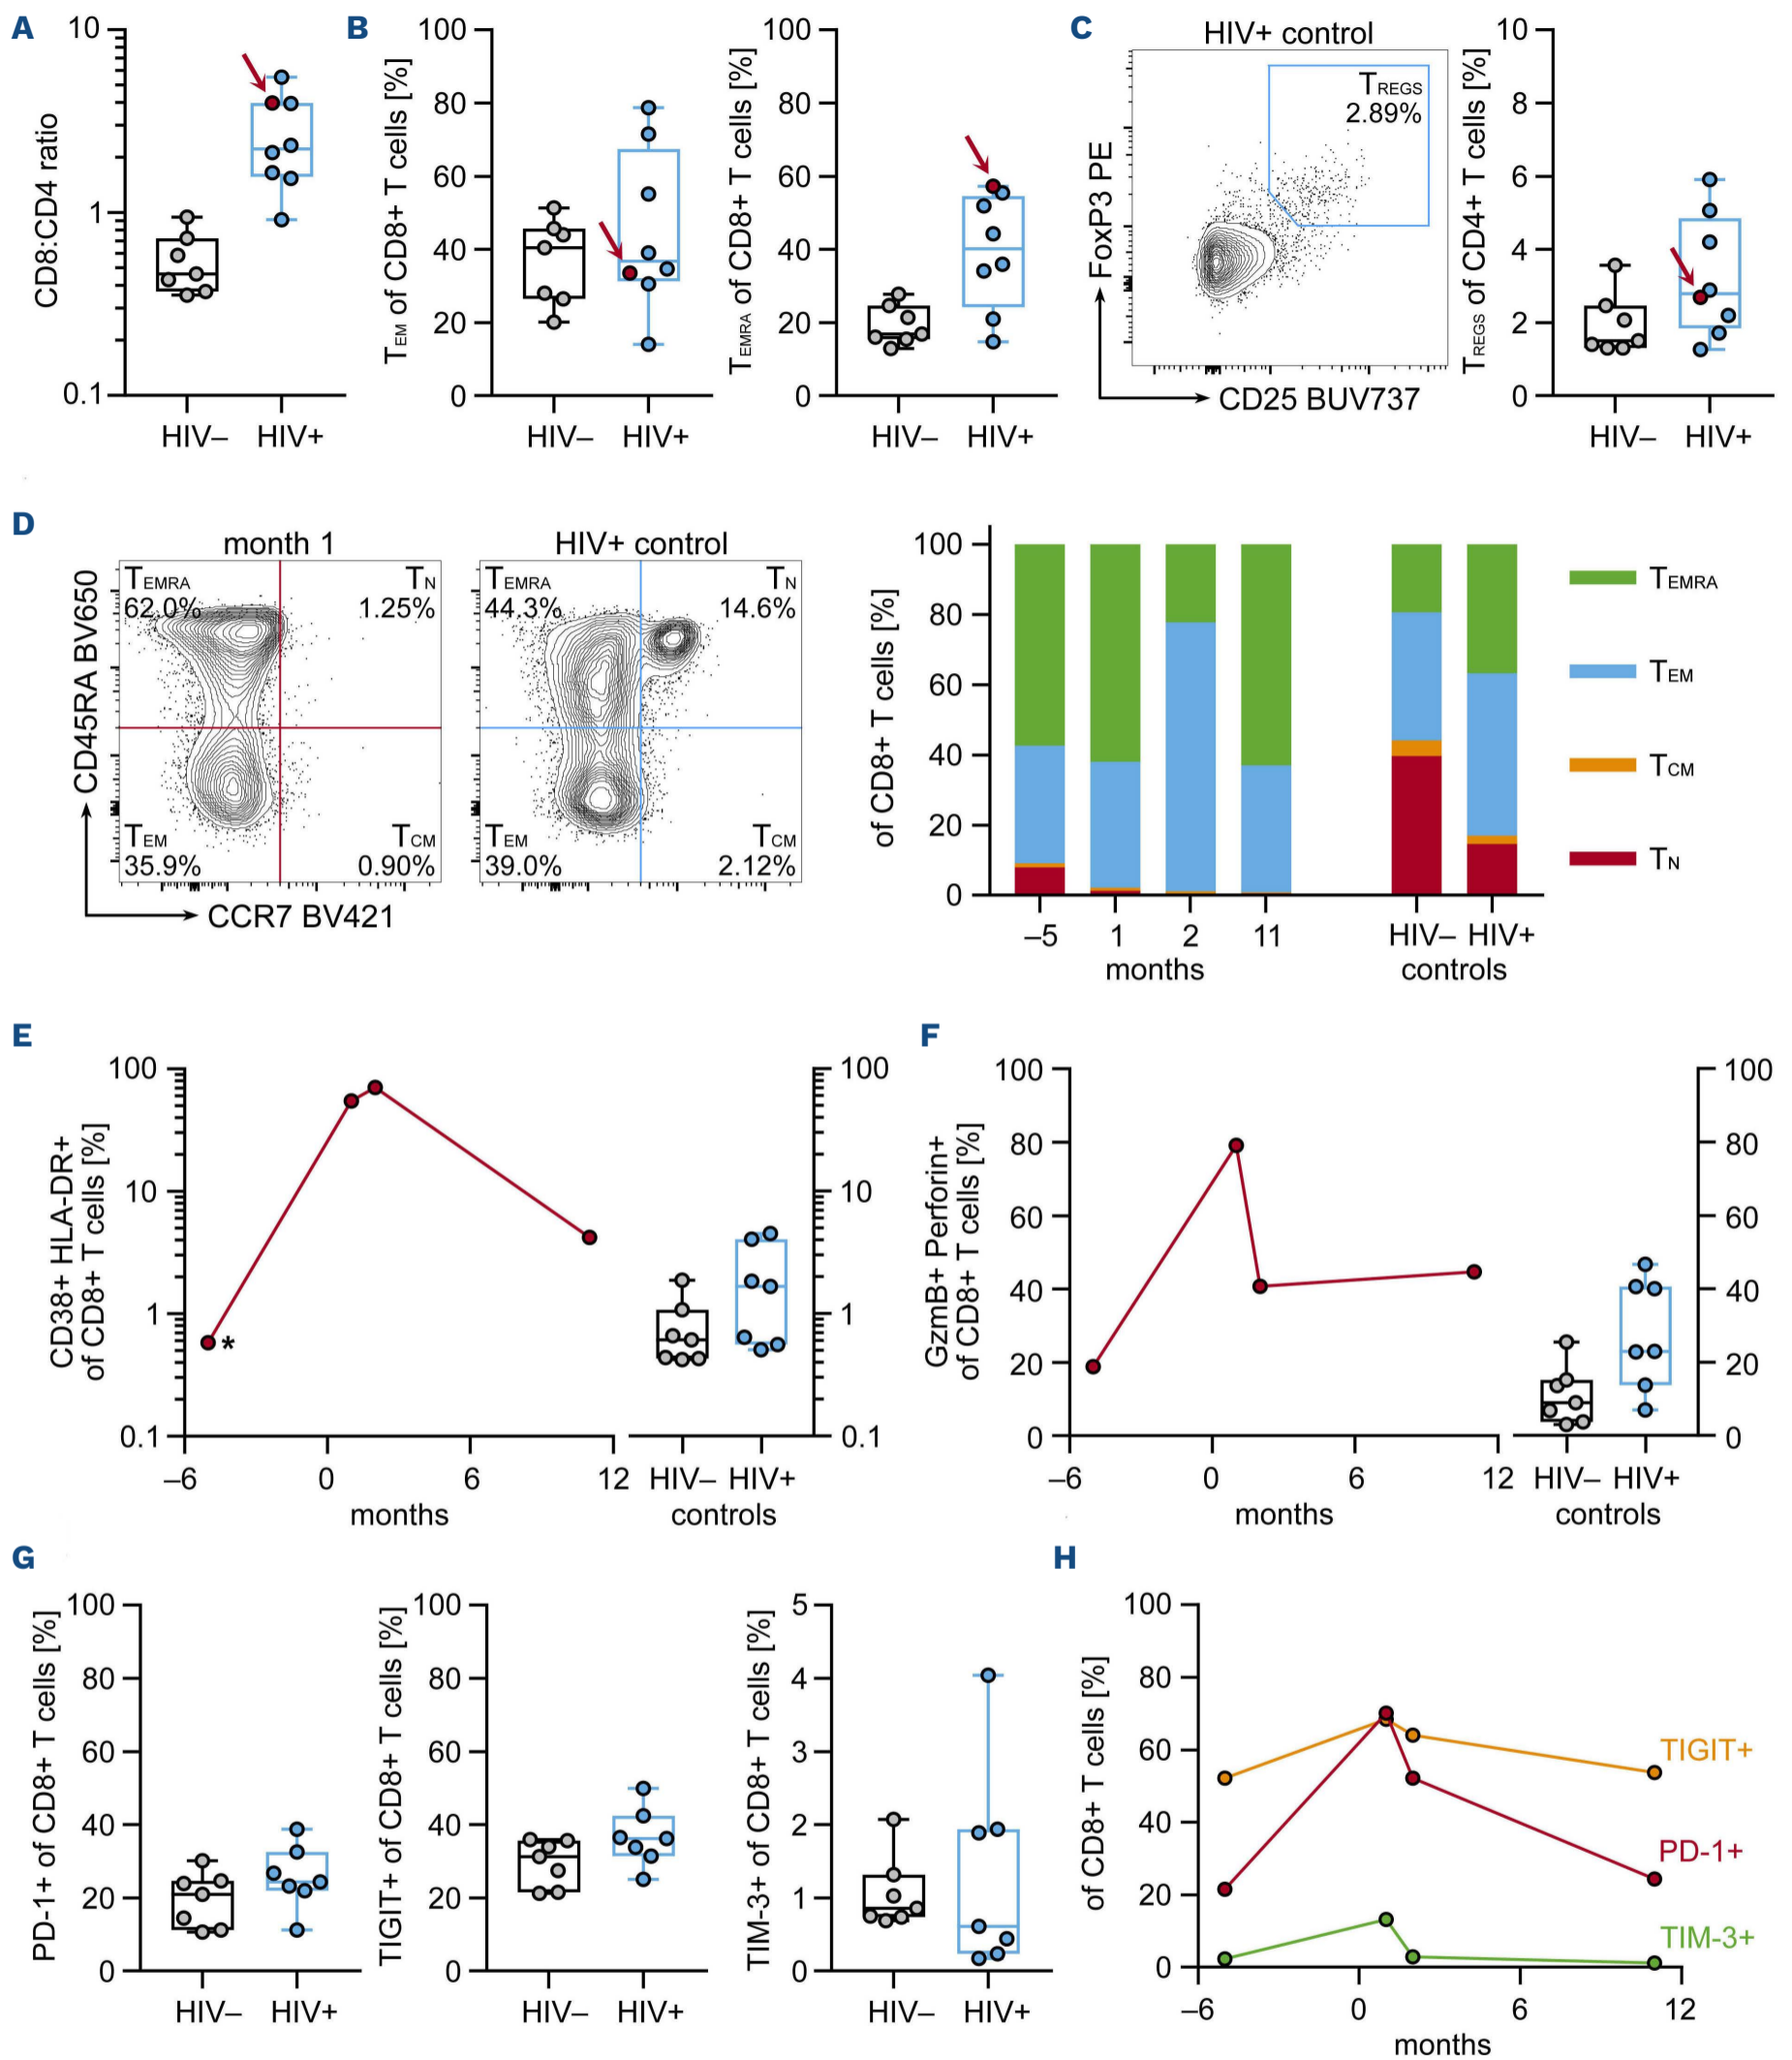 A
CD8:CD4 ratio
10
1
0.1
HIV–
HIV+
B
TEM of CD8+ T cells [%]
100
80
60
40
20
0
HIV–
HIV+
TEMRA of CD8+ T cells [%]
100
80
60
40
20
0
HIV–
HIV+
C
HIV+ control
TREGS
2.89%
FoxP3 PE
CD25 BUV737
TREGS of CD4+ T cells [%]
10
8
6
4
2
0
HIV–
HIV+
D
month 1
TEMRA
62.0%
TN
1.25%
TEM
35.9%
TCM
0.90%
CD45RA BV650
CCR7 BV421
HIV+ control
TEMRA
44.3%
TN
14.6%
TEM
39.0%
TCM
2.12%
of CD8+ T cells [%]
100
80
60
40
20
0
–5
1
2
11
months
HIV–
HIV+
controls
TEMRA
TEM
TCM
TN
E
CD38+ HLA-DR+
of CD8+ T cells [%]
100
10
1
0.1
*
–6
0
6
12
months
100
10
1
0.1
HIV–
HIV+
controls
F
GzmB+ Perforin+
of CD8+ T cells [%]
100
80
60
40
20
0
–6
0
6
12
months
100
80
60
40
20
0
HIV–
HIV+
controls
G
PD-1+ of CD8+ T cells [%]
100
80
60
40
20
0
HIV–
HIV+
TIGIT+ of CD8+ T cells [%]
100
80
60
40
20
0
HIV–
HIV+
TIM-3+ of CD8+ T cells [%]
5
4
3
2
1
0
HIV–
HIV+
H
of CD8+ T cells [%]
100
80
60
40
20
0
TIGIT+
PD-1+
TIM-3+
–6
0
6
12
months